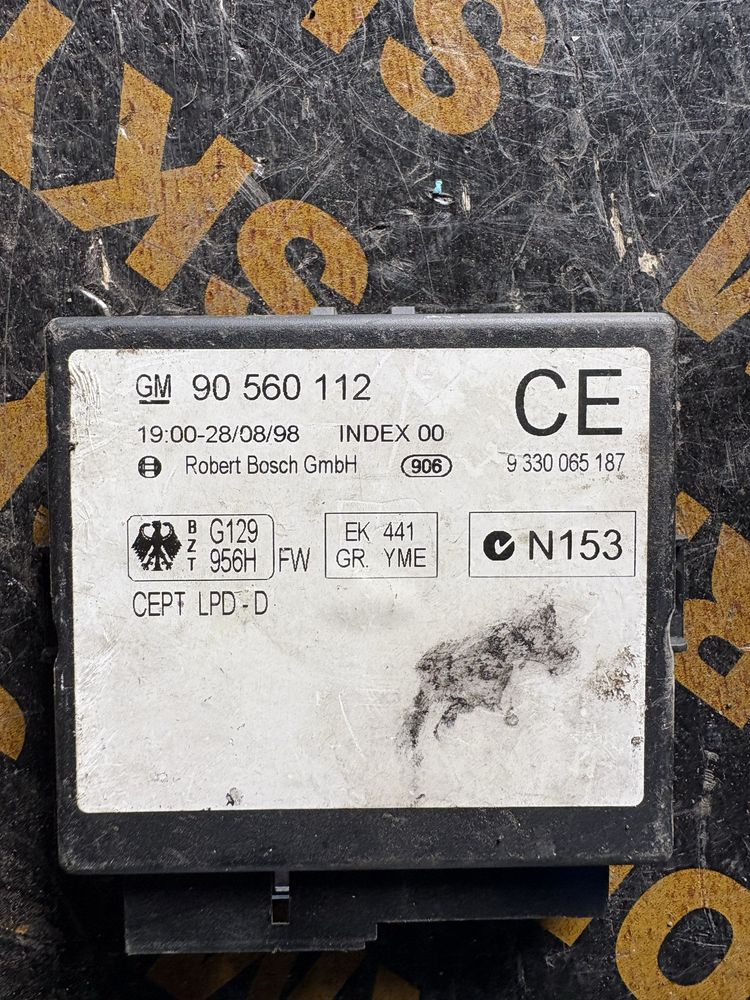 GM 90 560 112
CE
19:00-28/08/98 INDEX 00
Robert Bosch GmbH 906 9 330 065 187
BZT G129
956H FW
EK 441
GR. YME
N153
CEPT LPD-D